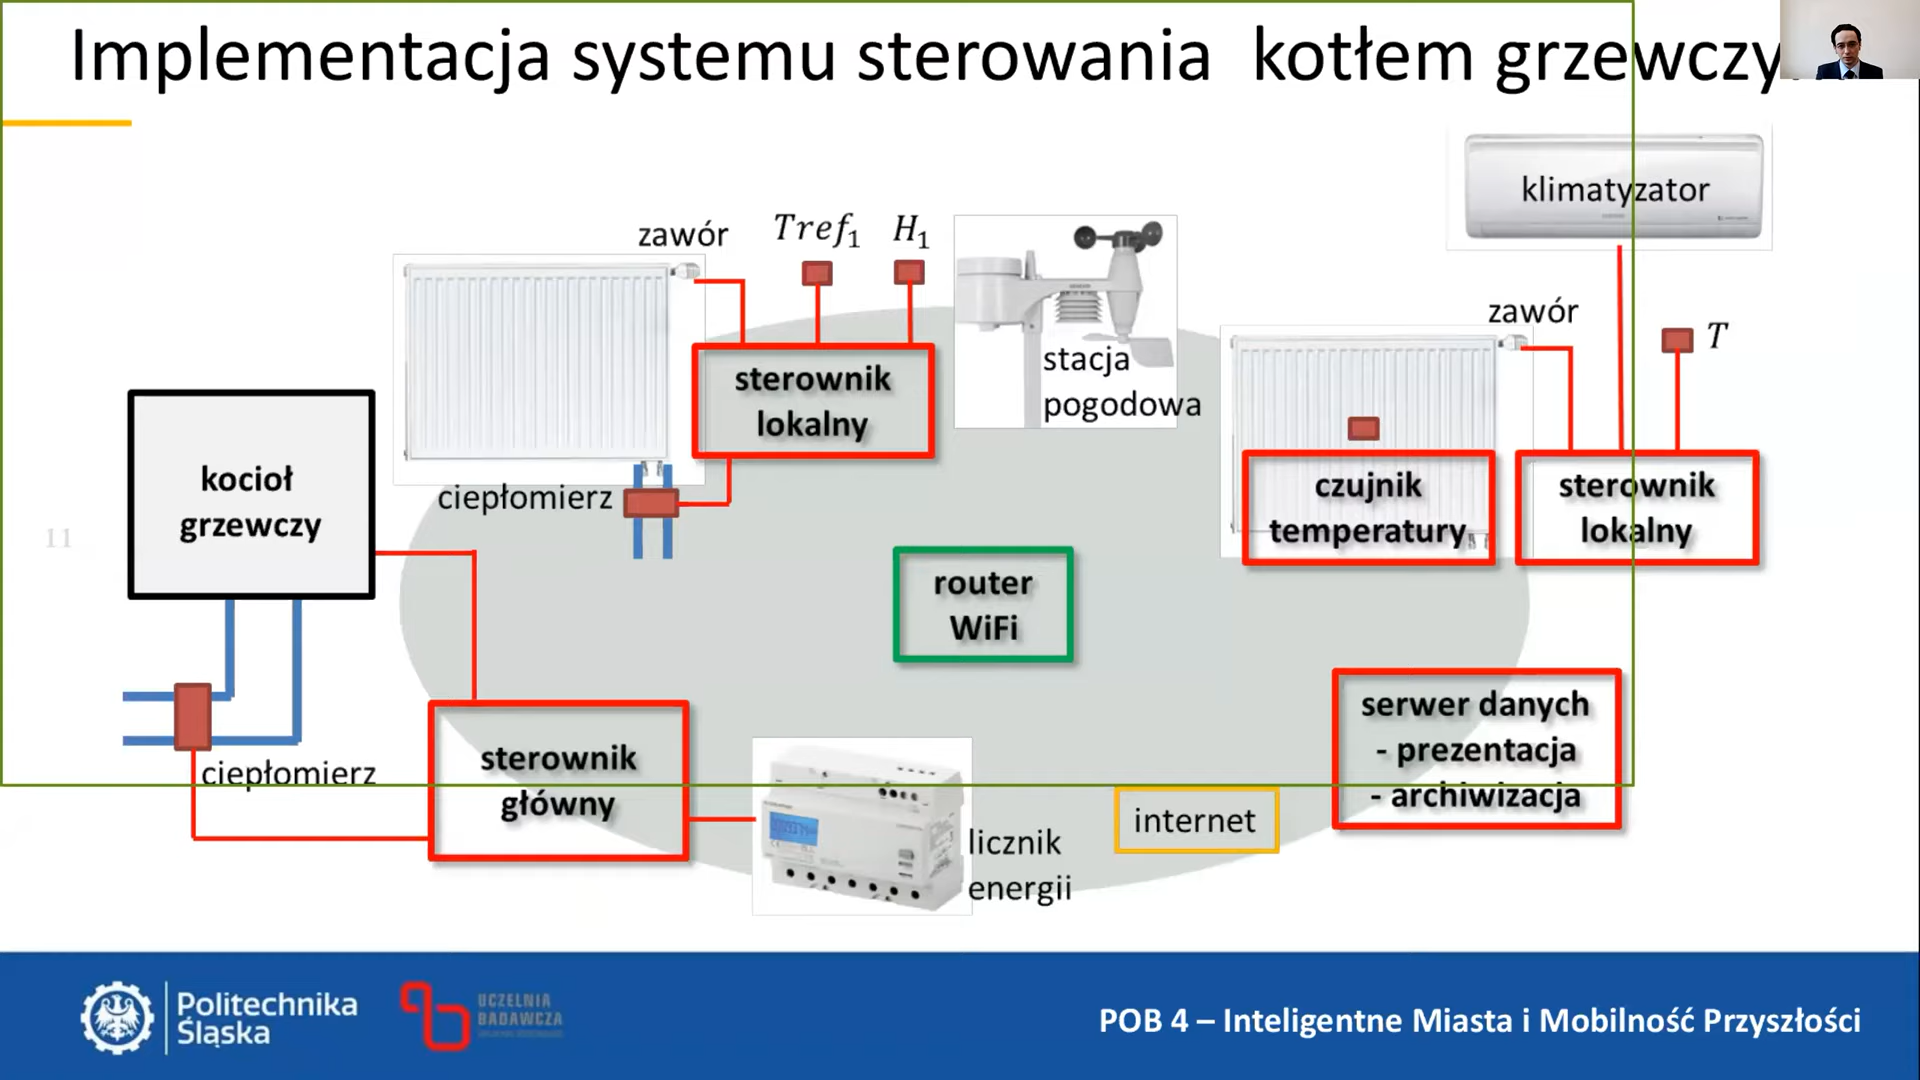 Implementacja systemu sterowania kotłem grzewczy
klimatyzator
zawór
Tref₁
H₁
zawór
T
stacja
pogodowa
sterownik
lokalny
kocioł
grzewczy
ciepłomierz
czujnik
temperatury
sterownik
lokalny
11
router
WiFi
serwer danych
- prezentacja
- archiwizacja
sterownik
główny
ciepłomierz
internet
licznik
energii
Politechnika
Śląska
UCZELNIA
BADAWCZA
POB 4 – Inteligentne Miasta i Mobilność Przyszłości